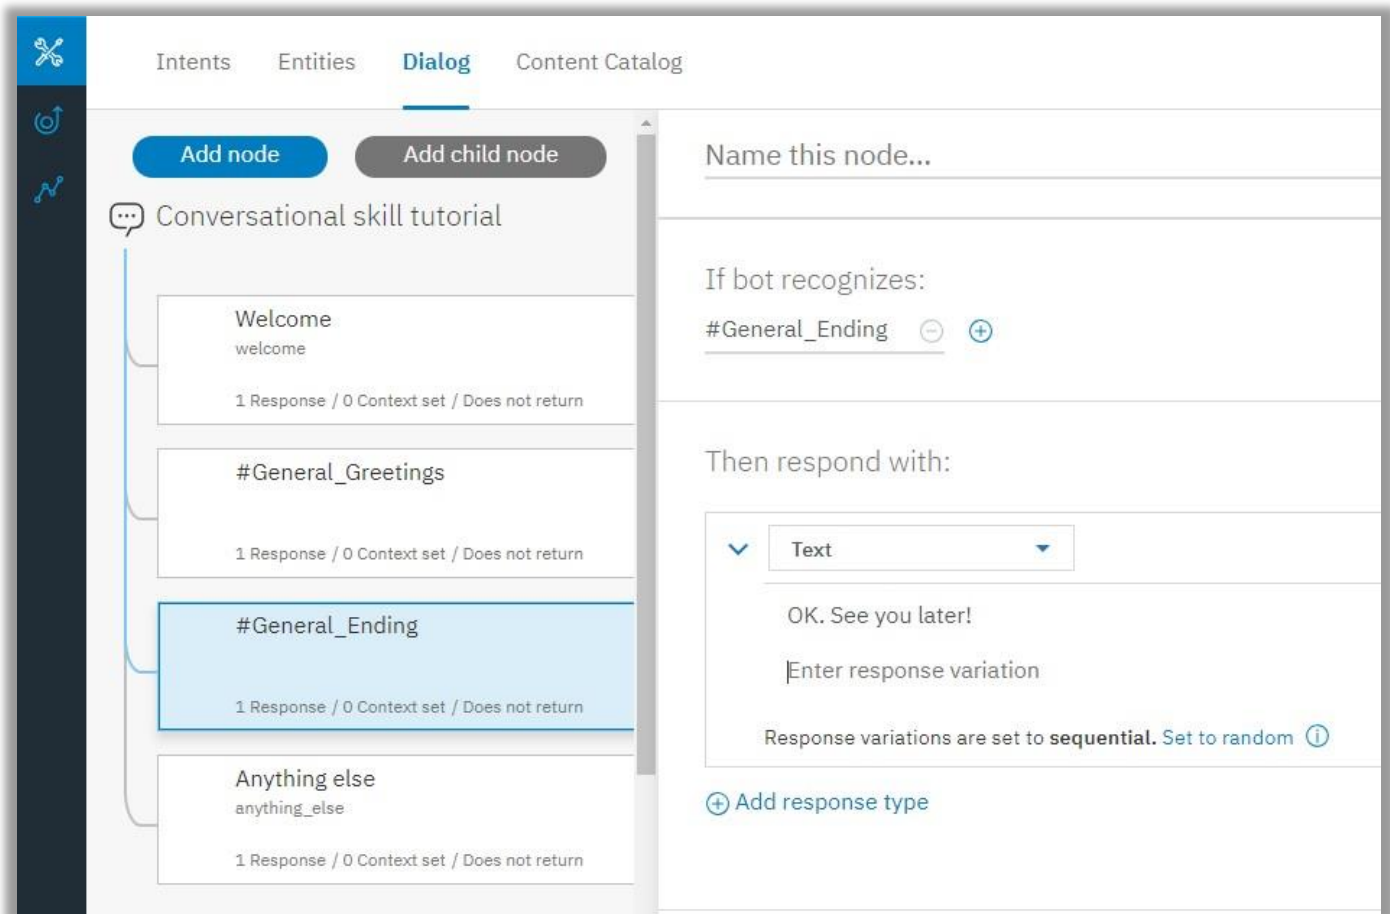 Intents Entities Dialog Content Catalog
Add node Add child node
Conversational skill tutorial
Welcome
welcome
1 Response / 0 Context set / Does not return
#General_Greetings
1 Response / 0 Context set / Does not return
#General_Ending
1 Response / 0 Context set / Does not return
Anything else
anything_else
1 Response / 0 Context set / Does not return
Name this node...
If bot recognizes:
#General_Ending
Then respond with:
Text
OK. See you later!
Enter response variation
Response variations are set to sequential. Set to random
Add response type